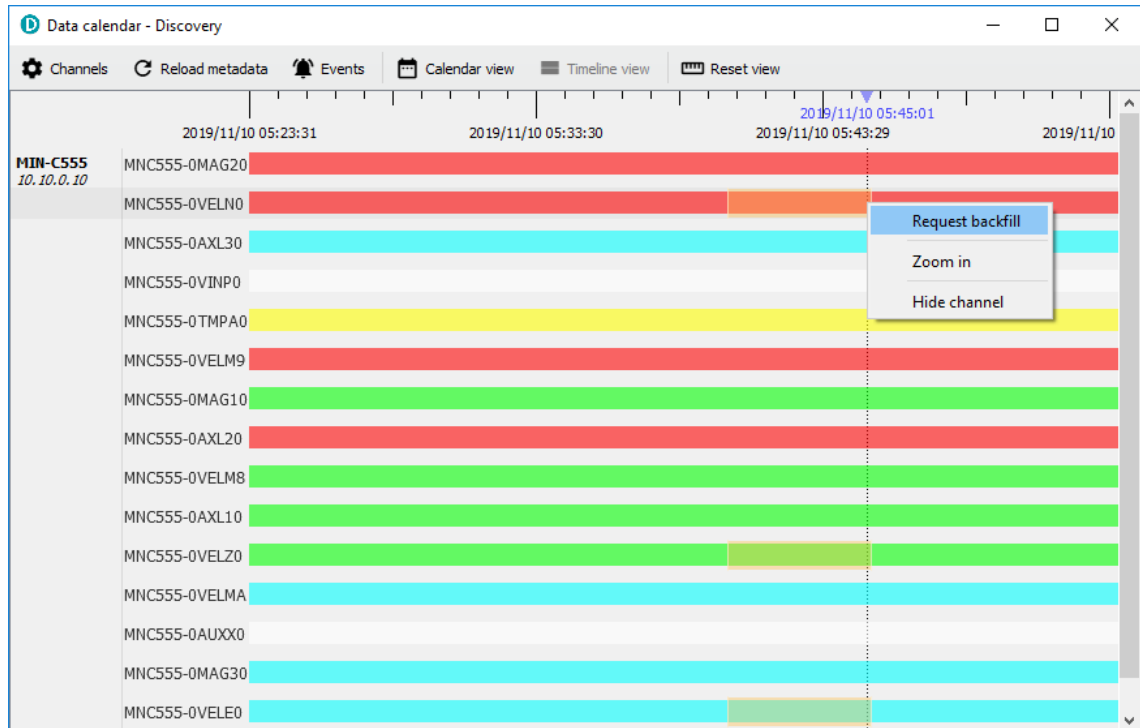 Data calendar - Discovery
Channels Reload metadata Events Calendar view Timeline view Reset view
2019/11/10 05:45:01
2019/11/10 05:23:31 2019/11/10 05:33:30 2019/11/10 05:43:29 2019/11/10
MIN-C555 MNC555-0MAG20
10.10.0.10
MNC555-0VELN0
Request backfill
MNC555-0AXL30
Zoom in
MNC555-0VINP0
Hide channel
MNC555-0TMPA0
MNC555-0VELM9
MNC555-0MAG10
MNC555-0AXL20
MNC555-0VELM8
MNC555-0AXL10
MNC555-0VELZ0
MNC555-0VELMA
MNC555-0AUXX0
MNC555-0MAG30
MNC555-0VELE0